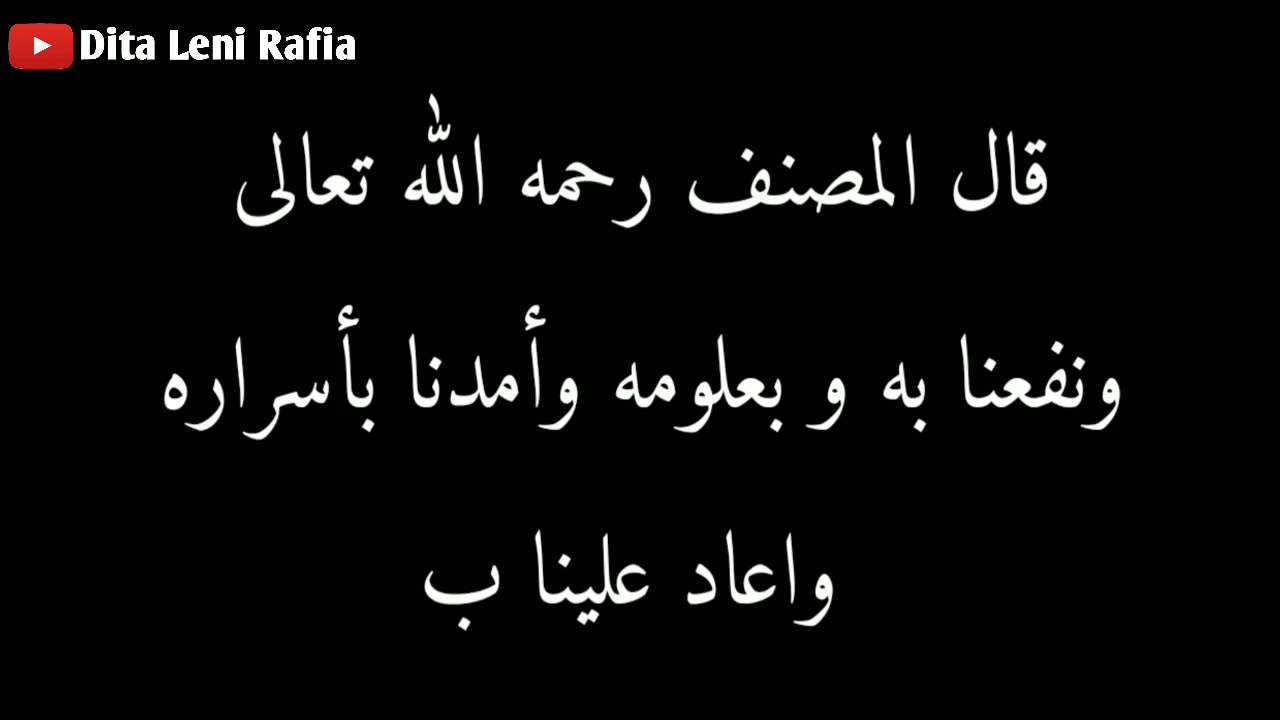 Dita Leni Rafia
قال المصنف رحمه الله تعالى
ونفعنا به و بعلومه وأمدنا بأسراره
واعاد علينا ب